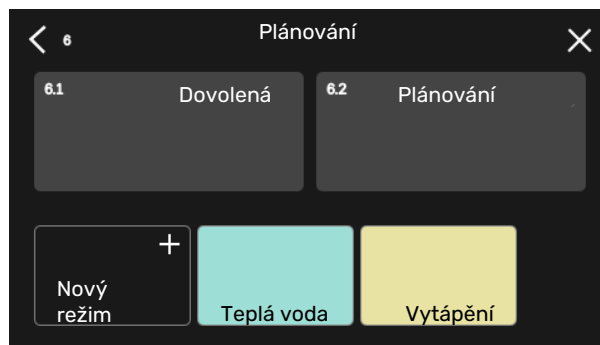 6 Plánování
6.1 Dovolená 6.2 Plánování
+
Nový
režim Teplá voda Vytápění